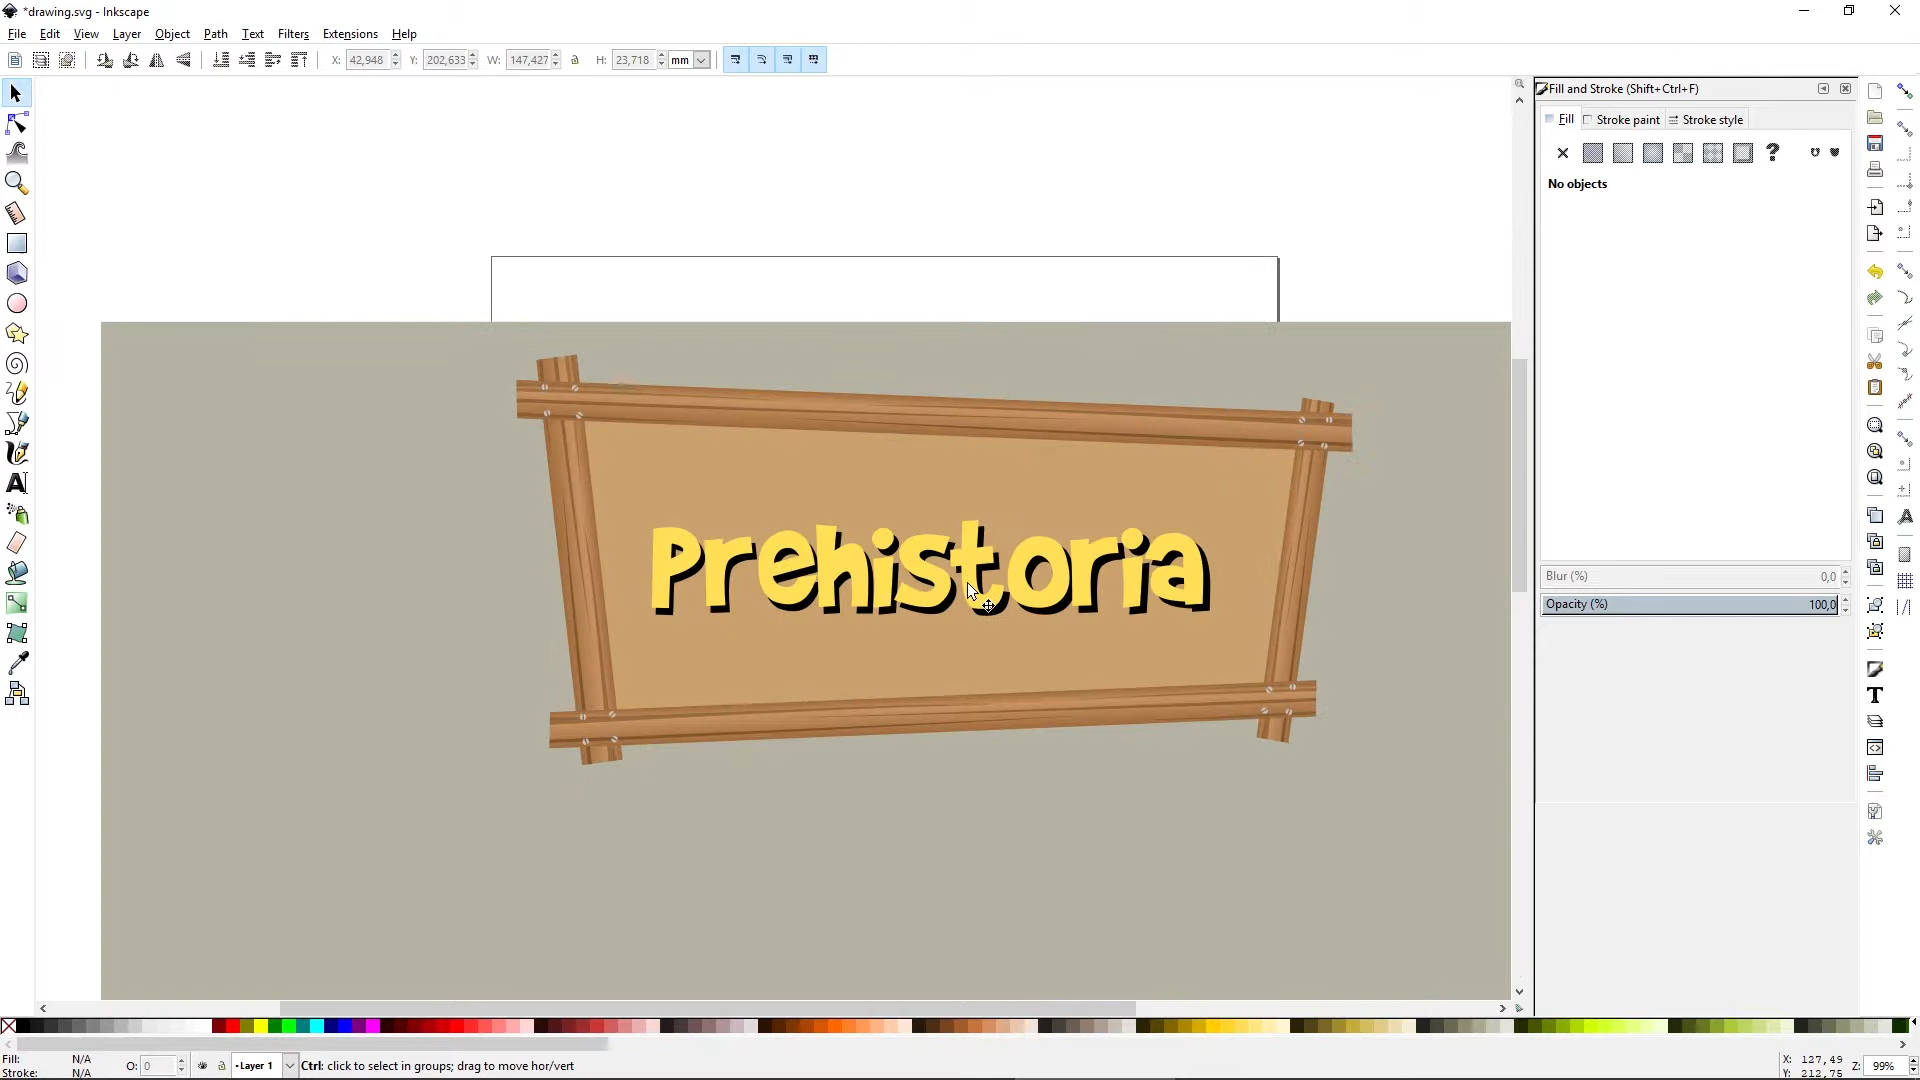 *drawing.svg - Inkscape
File Edit View Layer Object Path Text Filters Extensions Help
X: 42,948 Y: 202,633 W: 147,427 H: 23,718 mm
Fill and Stroke (Shift+Ctrl+F)
Fill Stroke paint Stroke style
?
No objects
Prehistoria
Blur (%) 0,0
Opacity (%) 100,0
Fill: N/A
Stroke: N/A
O: 0
•Layer 1
Ctrl: click to select in groups; drag to move hor/vert
X: 127,49
Y: 212,75
Z: 99%